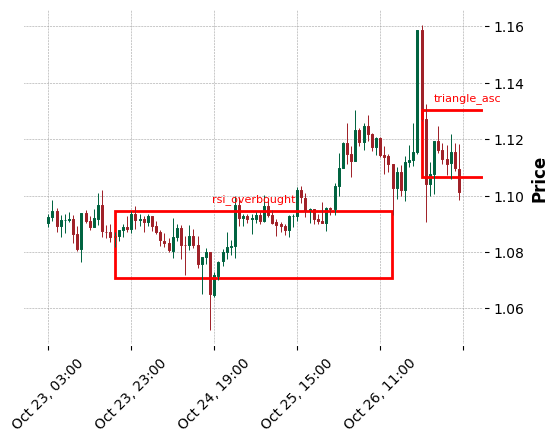 1.16
1.14
triangle_asc
1.12
1.10
rsi_overbought
1.08
1.06
Price
Oct 23, 03:00
Oct 23, 23:00
Oct 24, 19:00
Oct 25, 15:00
Oct 26, 11:00